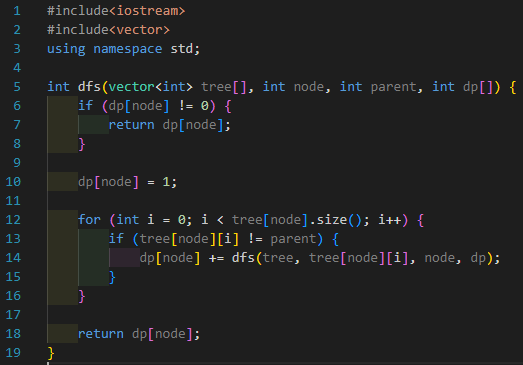 1 #include<iostream>
2 #include<vector>
3 using namespace std;
4
5 int dfs(vector<int> tree[], int node, int parent, int dp[]) {
6     if (dp[node] != 0) {
7         return dp[node];
8     }
9
10     dp[node] = 1;
11
12     for (int i = 0; i < tree[node].size(); i++) {
13         if (tree[node][i] != parent) {
14             dp[node] += dfs(tree, tree[node][i], node, dp);
15         }
16     }
17
18     return dp[node];
19 }